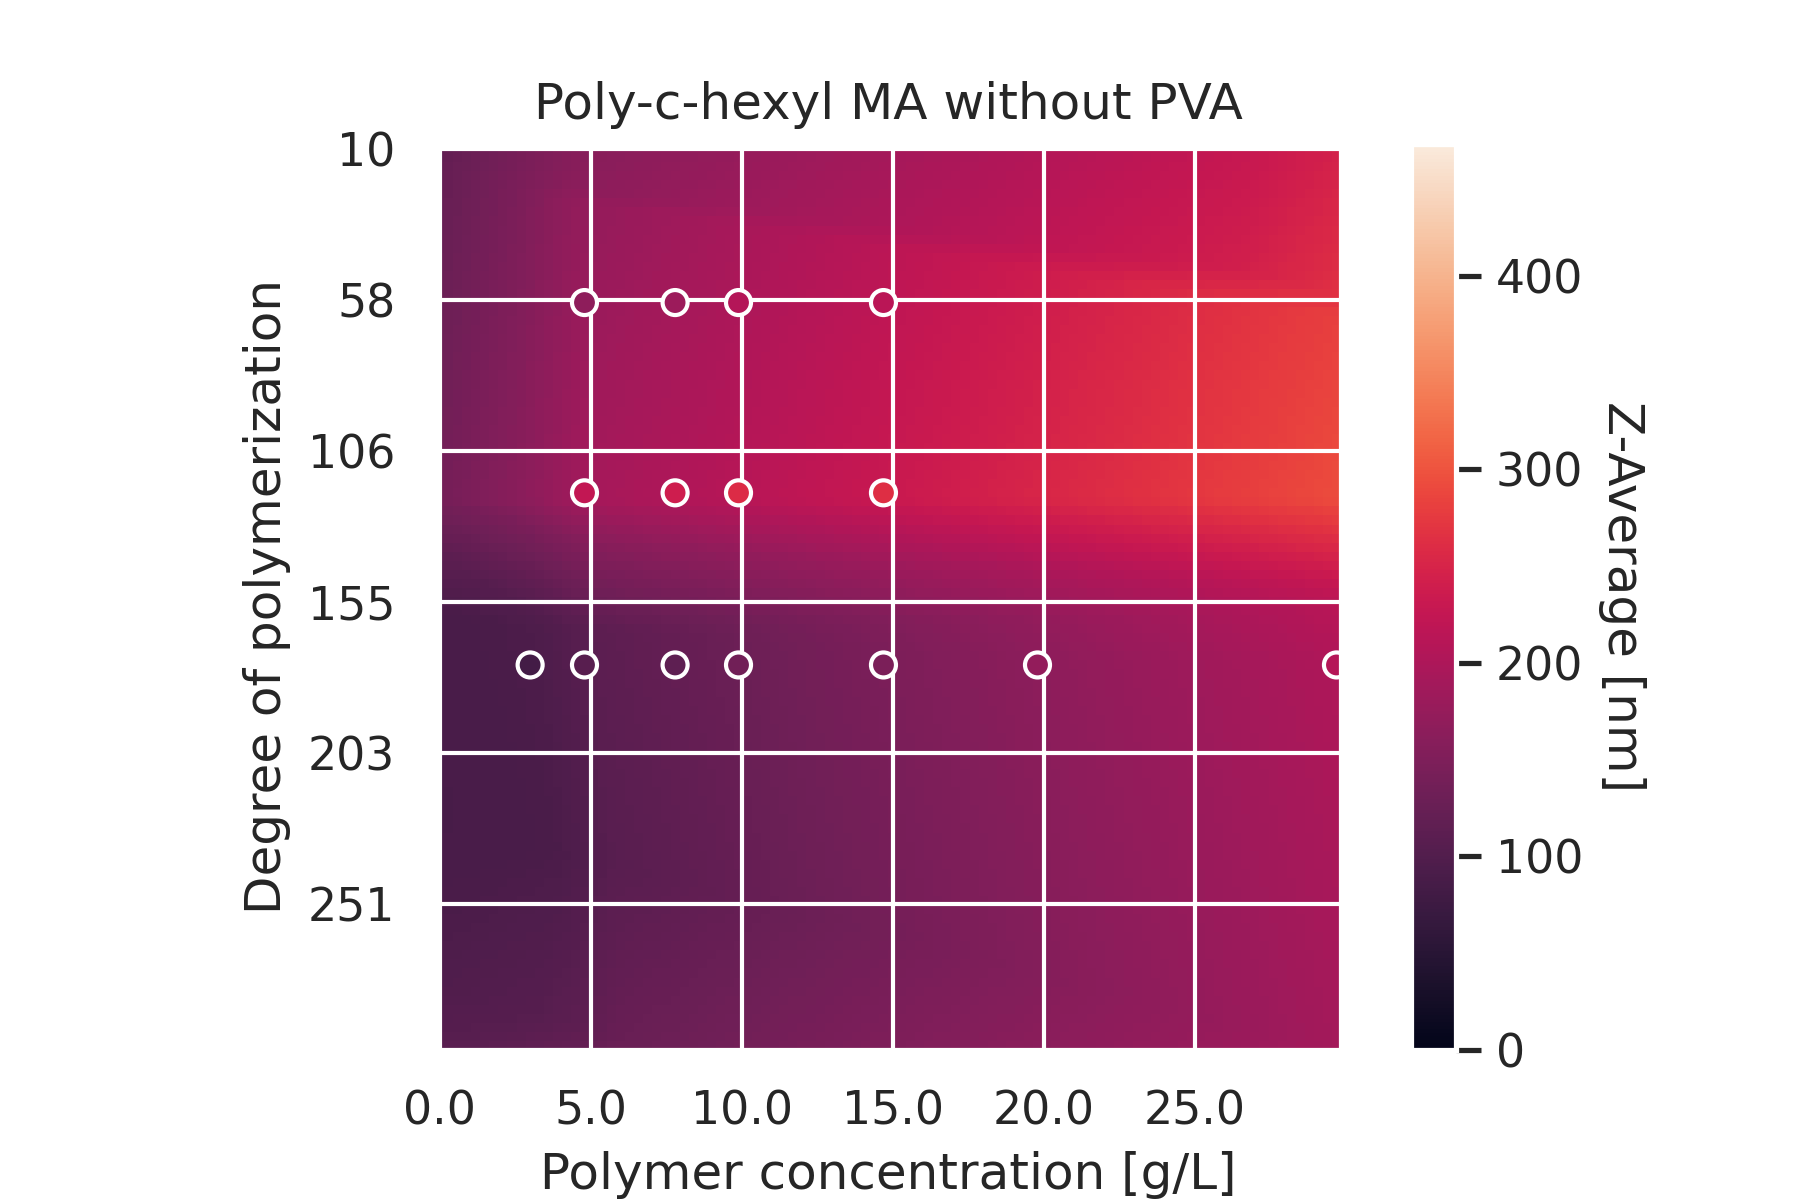 Poly-c-hexyl MA without PVA
10
58
106
155
203
251
Degree of polymerization
0.0 5.0 10.0 15.0 20.0 25.0
Polymer concentration [g/L]
400
300
200
100
0
Z-Average [nm]